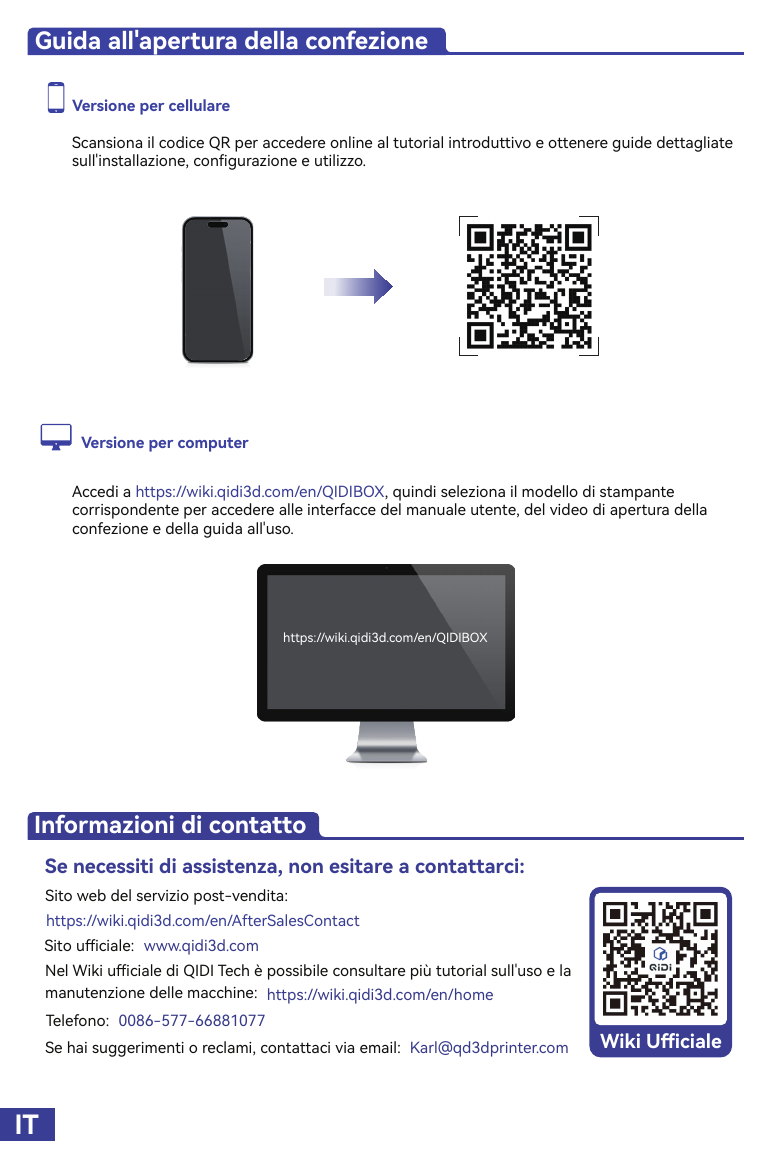 Guida all'apertura della confezione
Versione per cellulare
Scansiona il codice QR per accedere online al tutorial introduttivo e ottenere guide dettagliate
sull'installazione, configurazione e utilizzo.
Versione per computer
Accedi a https://wiki.qidi3d.com/en/QIDIBOX, quindi seleziona il modello di stampante
corrispondente per accedere alle interfacce del manuale utente, del video di apertura della
confezione e della guida all'uso.
https://wiki.qidi3d.com/en/QIDIBOX
Informazioni di contatto
Se necessiti di assistenza, non esitare a contattarci:
Sito web del servizio post-vendita:
https://wiki.qidi3d.com/en/AfterSalesContact
Sito ufficiale: www.qidi3d.com
Nel Wiki ufficiale di QIDI Tech è possibile consultare più tutorial sull'uso e la
manutenzione delle macchine: https://wiki.qidi3d.com/en/home
Telefono: 0086-577-66881077
Se hai suggerimenti o reclami, contattaci via email: Karl@qd3dprinter.com
QIDI
Wiki Ufficiale
IT